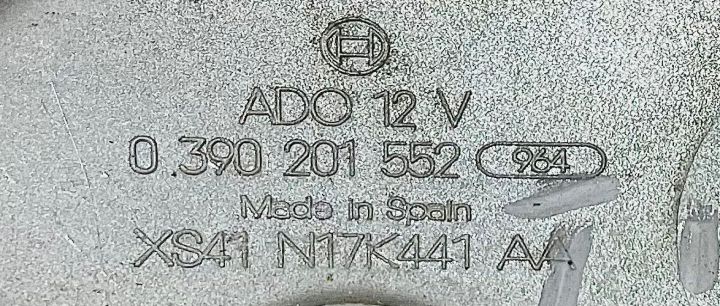 ADO 12 V
0 390 201 552 964
Made in Spain
XS41 N17K441 AA